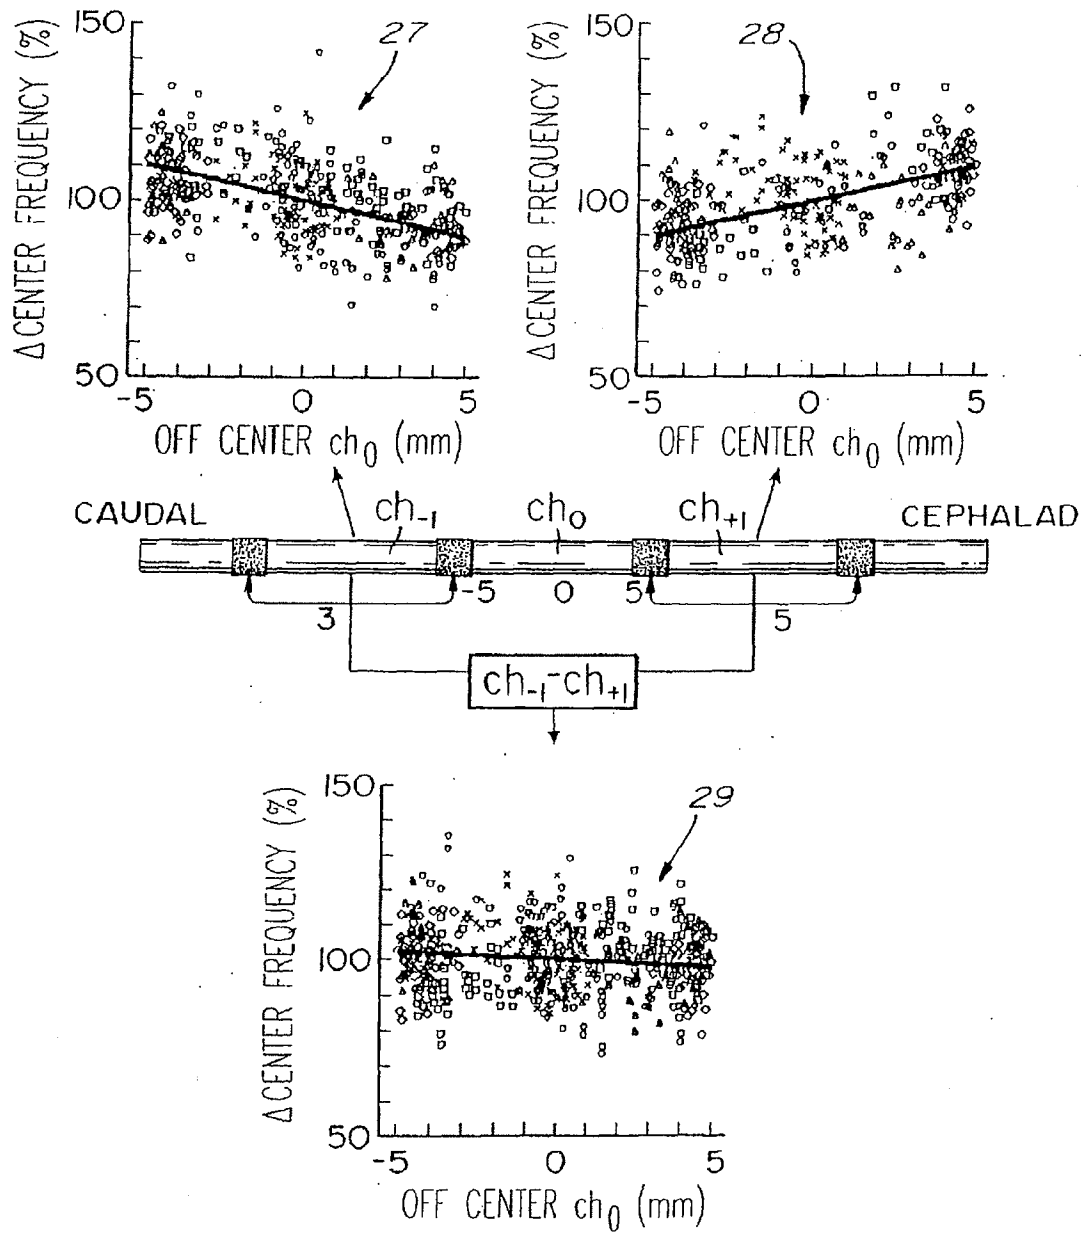 150
27
ΔCENTER FREQUENCY (%)
100
50
-5 0 5
OFF CENTER ch₀ (mm)
150
28
ΔCENTER FREQUENCY (%)
100
50
-5 0 5
OFF CENTER ch₀ (mm)
CAUDAL
ch₋₁
ch₀
ch₊₁
CEPHALAD
-5 0 5
3
5
ch₋₁-ch₊₁
150
29
ΔCENTER FREQUENCY (%)
100
50
-5 0 5
OFF CENTER ch₀ (mm)